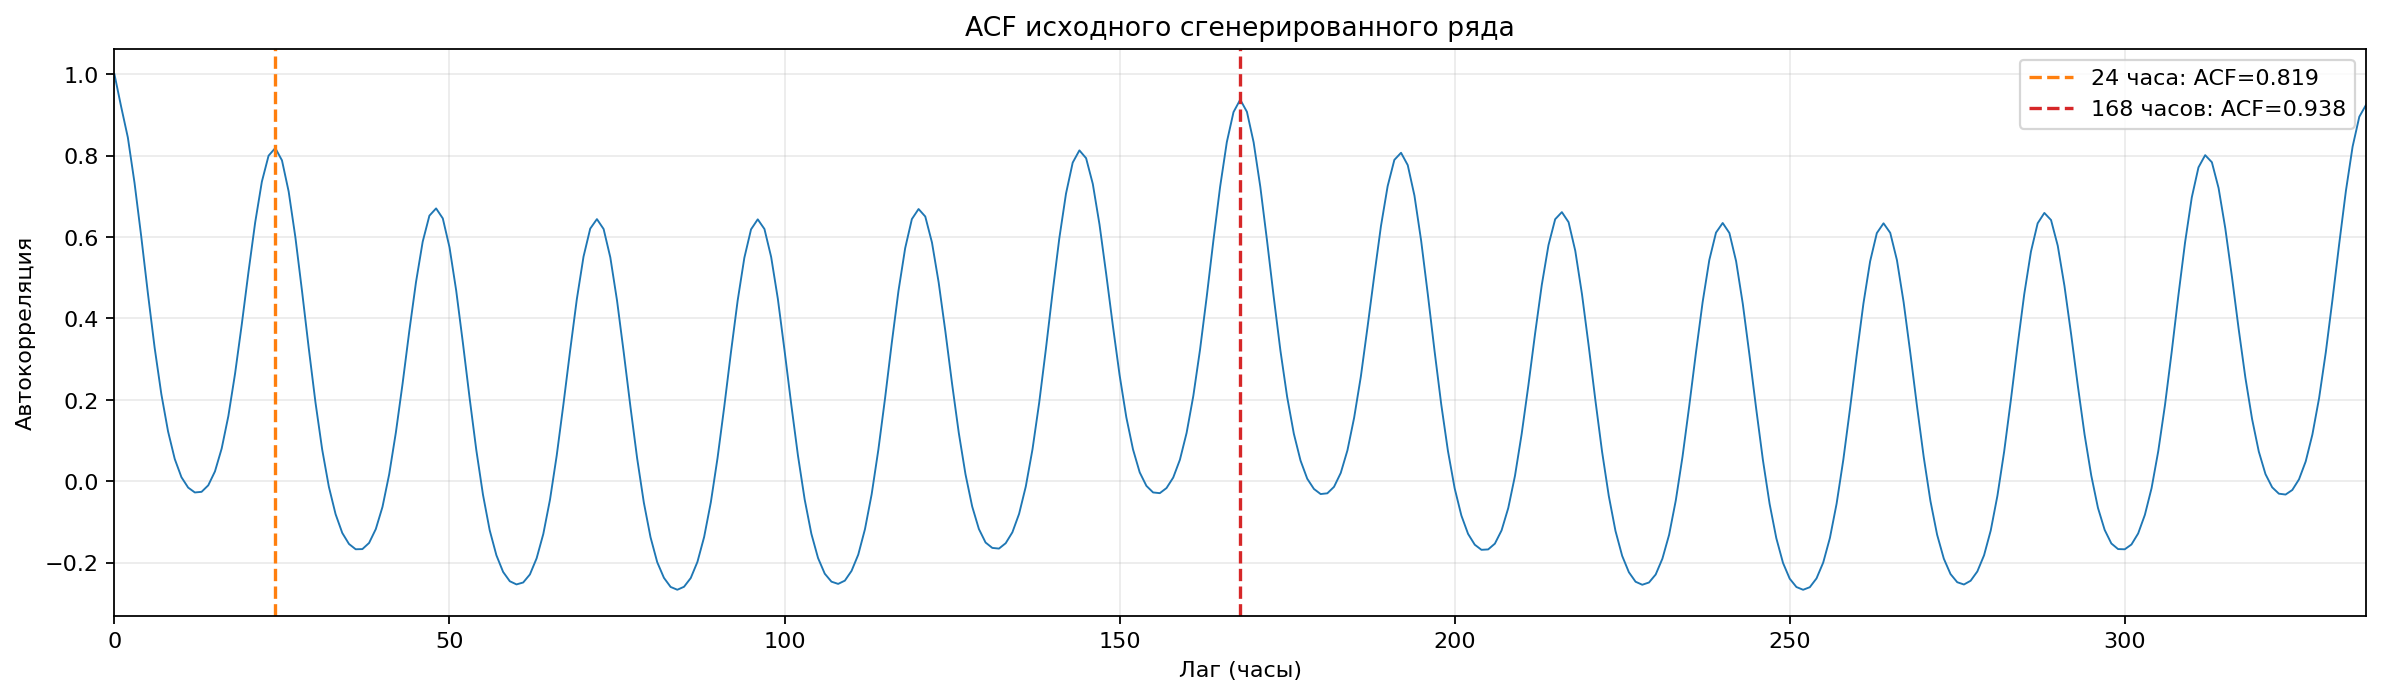 ACF исходного сгенерированного ряда
24 часа: ACF=0.819
168 часов: ACF=0.938
Автокорреляция
1.0
0.8
0.6
0.4
0.2
0.0
−0.2
0 50 100 150 200 250 300
Лаг (часы)